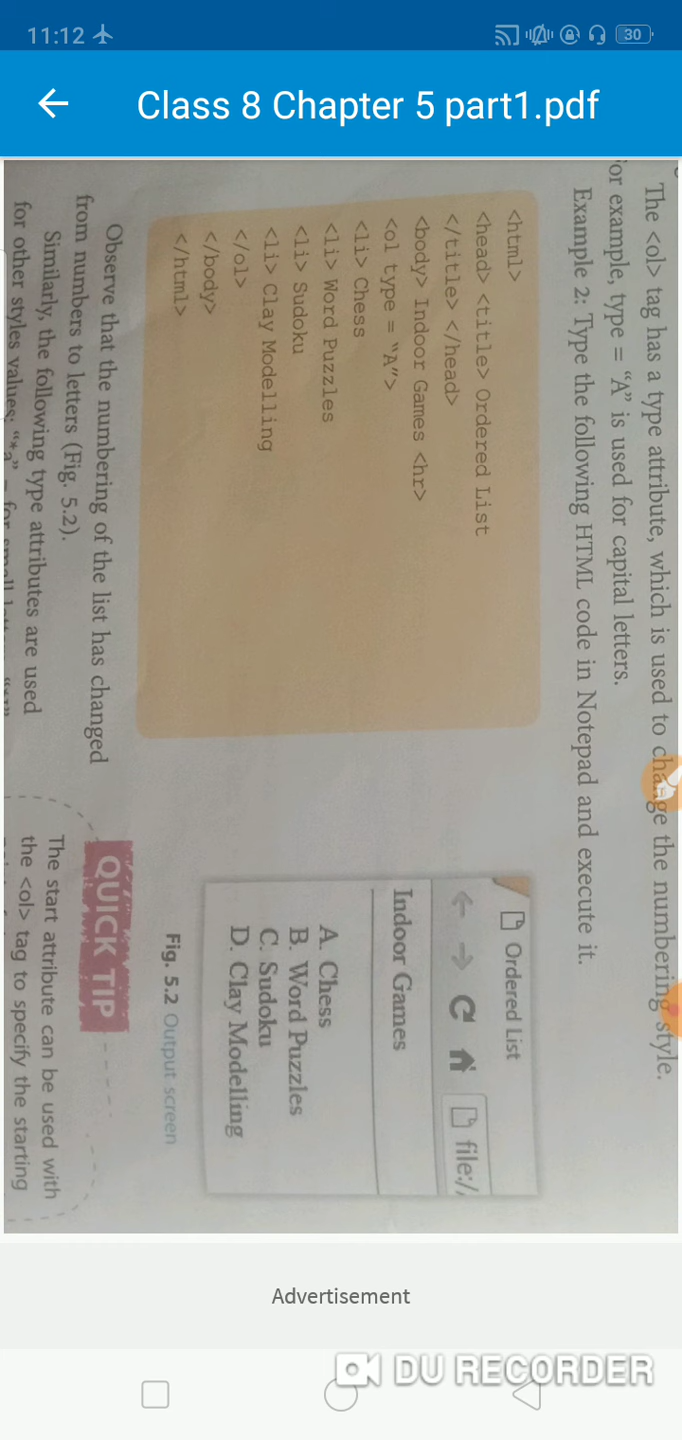 11:12
30
Class 8 Chapter 5 part1.pdf
The <ol> tag has a type attribute, which is used to change the numbering style.
or example, type = “A” is used for capital letters.
Example 2: Type the following HTML code in Notepad and execute it.
<html>
<head> <title> Ordered List
</title> </head>
<body> Indoor Games <hr>
<ol type = “A”>
<li> Chess
<li> Word Puzzles
<li> Sudoku
<li> Clay Modelling
</ol>
</body>
</html>
Ordered List
file:/
Indoor Games
A. Chess
B. Word Puzzles
C. Sudoku
D. Clay Modelling
Fig. 5.2 Output screen
Observe that the numbering of the list has changed
from numbers to letters (Fig. 5.2).
Similarly, the following type attributes are used
for other styles values:
QUICK TIP
The start attribute can be used with
the <ol> tag to specify the starting
Advertisement
DU RECORDER